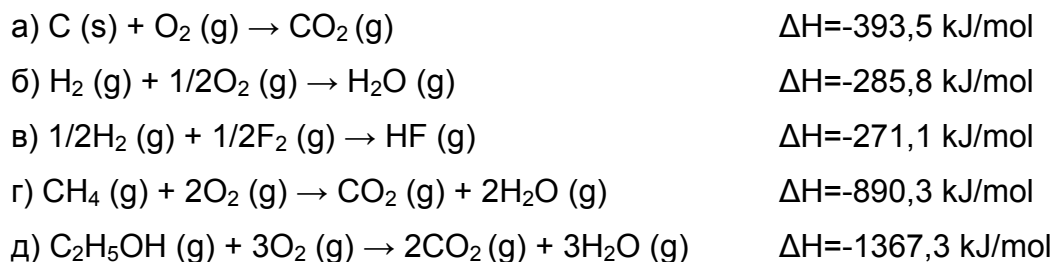 а) C (s) + O₂ (g) → CO₂ (g) ΔH=-393,5 kJ/mol
б) H₂ (g) + 1/2O₂ (g) → H₂O (g) ΔH=-285,8 kJ/mol
в) 1/2H₂ (g) + 1/2F₂ (g) → HF (g) ΔH=-271,1 kJ/mol
г) CH₄ (g) + 2O₂ (g) → CO₂ (g) + 2H₂O (g) ΔH=-890,3 kJ/mol
д) C₂H₅OH (g) + 3O₂ (g) → 2CO₂ (g) + 3H₂O (g) ΔH=-1367,3 kJ/mol